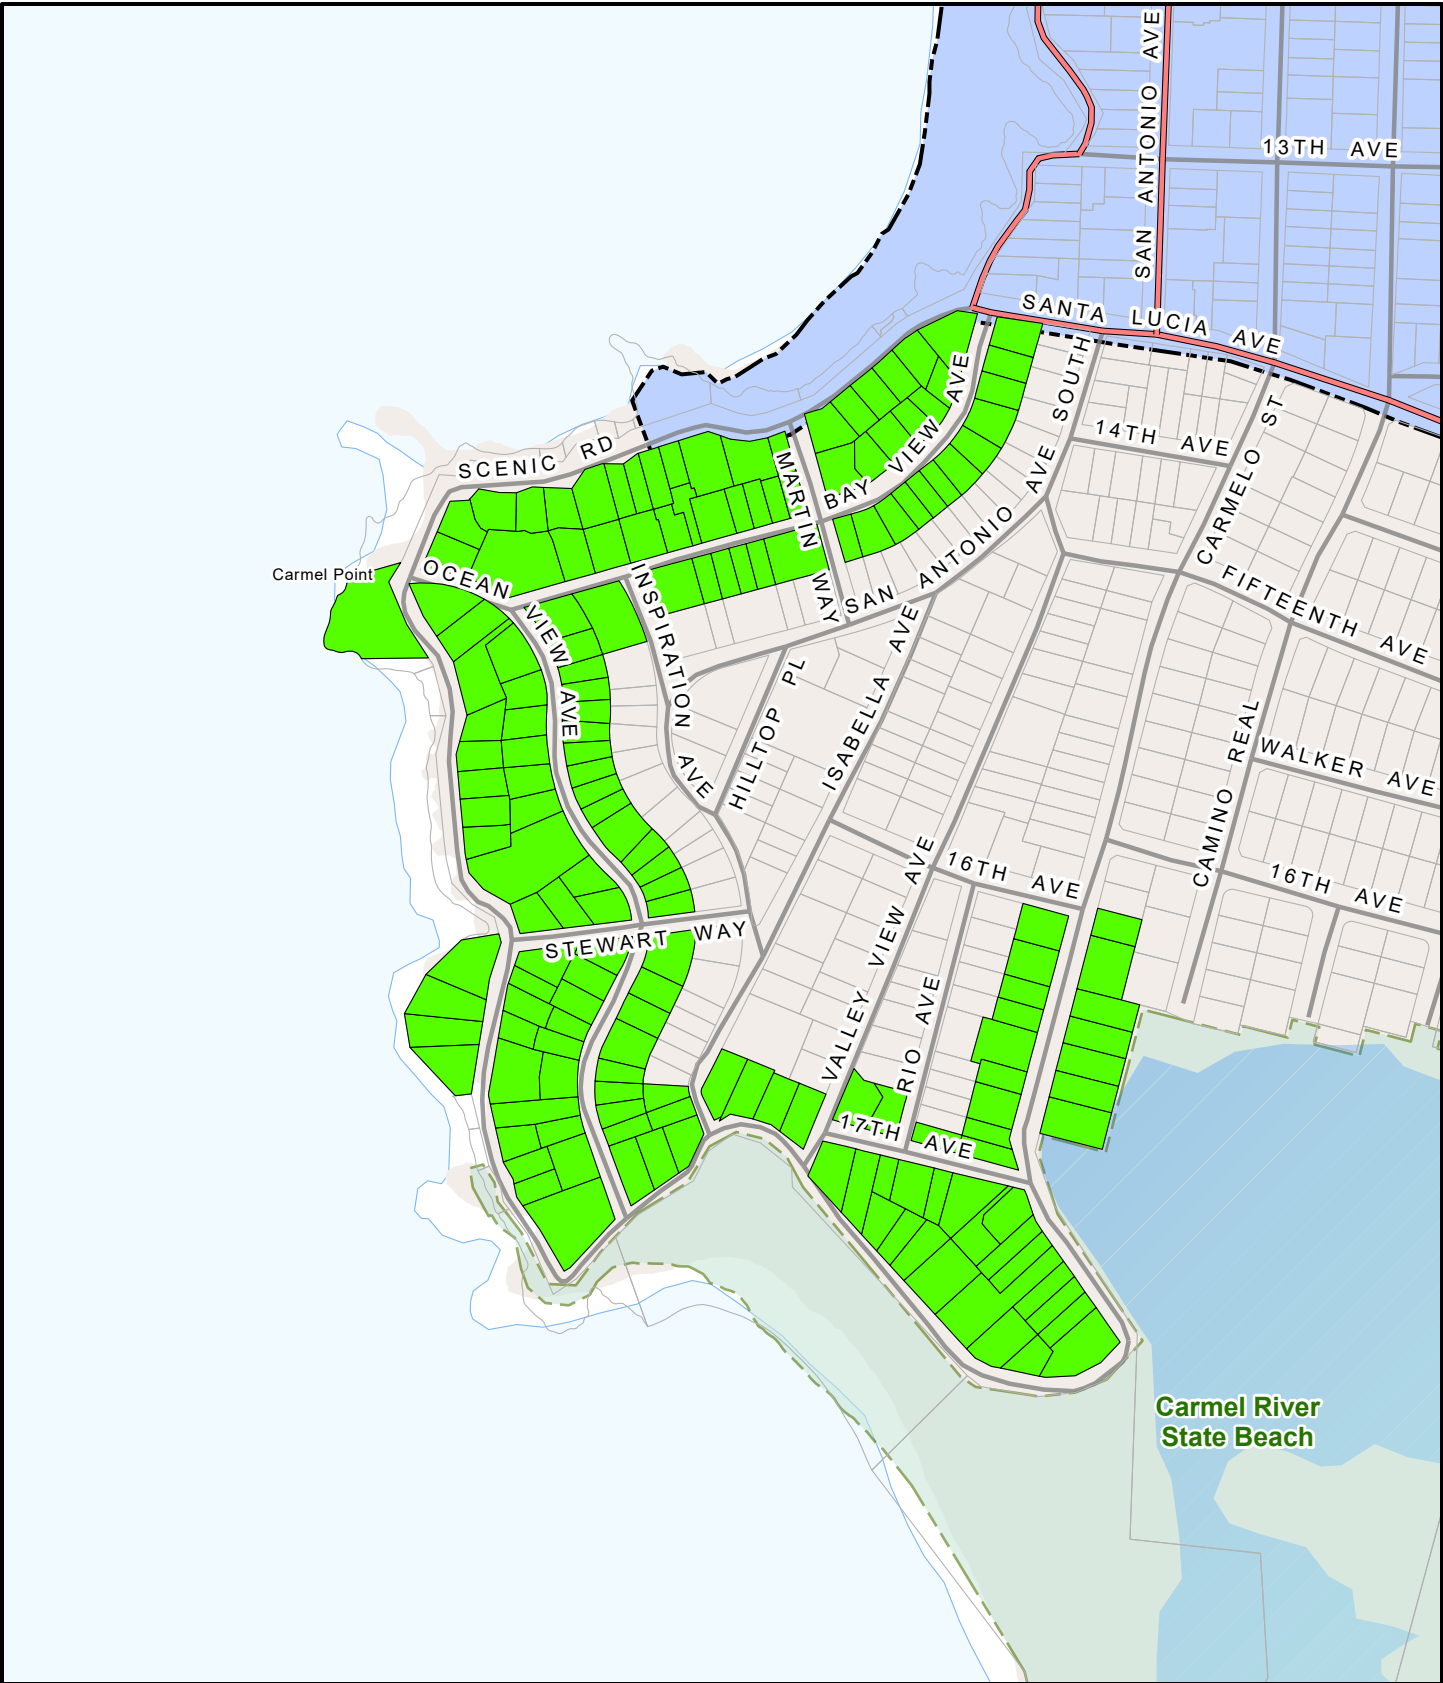 SAN ANTONIO AVE
13TH AVE
SANTA LUCIA AVE
SCENIC RD
MARTIN WAY
BAY VIEW AVE
SAN ANTONIO AVE SOUTH
14TH AVE
CARMELO ST
Carmel Point
OCEAN VIEW AVE
INSPIRATION AVE
HILLTOP PL
ISABELLA AVE
FIFTEENTH AVE
CAMINO REAL
WALKER AVE
16TH AVE
16TH AVE
STEWART WAY
VALLEY VIEW AVE
RIO AVE
17TH AVE
Carmel River
State Beach